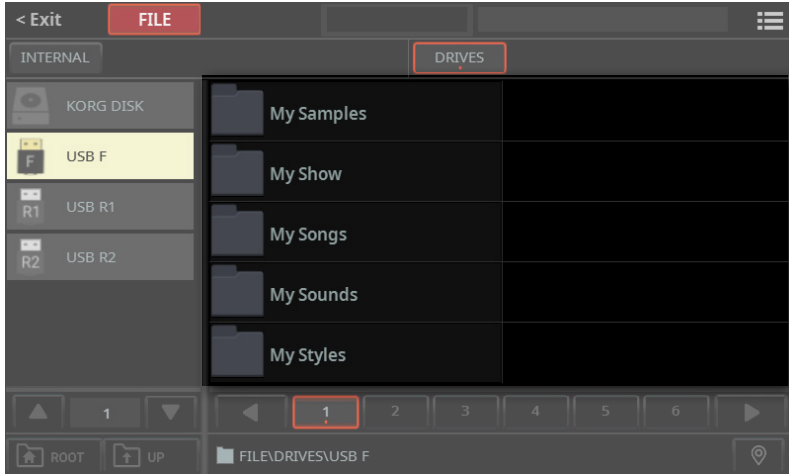 < Exit FILE
INTERNAL DRIVES
KORG DISK
F USB F
R1 USB R1
R2 USB R2
My Samples
My Show
My Songs
My Sounds
My Styles
1 1 2 3 4 5 6
ROOT UP FILE\DRIVES\USB F